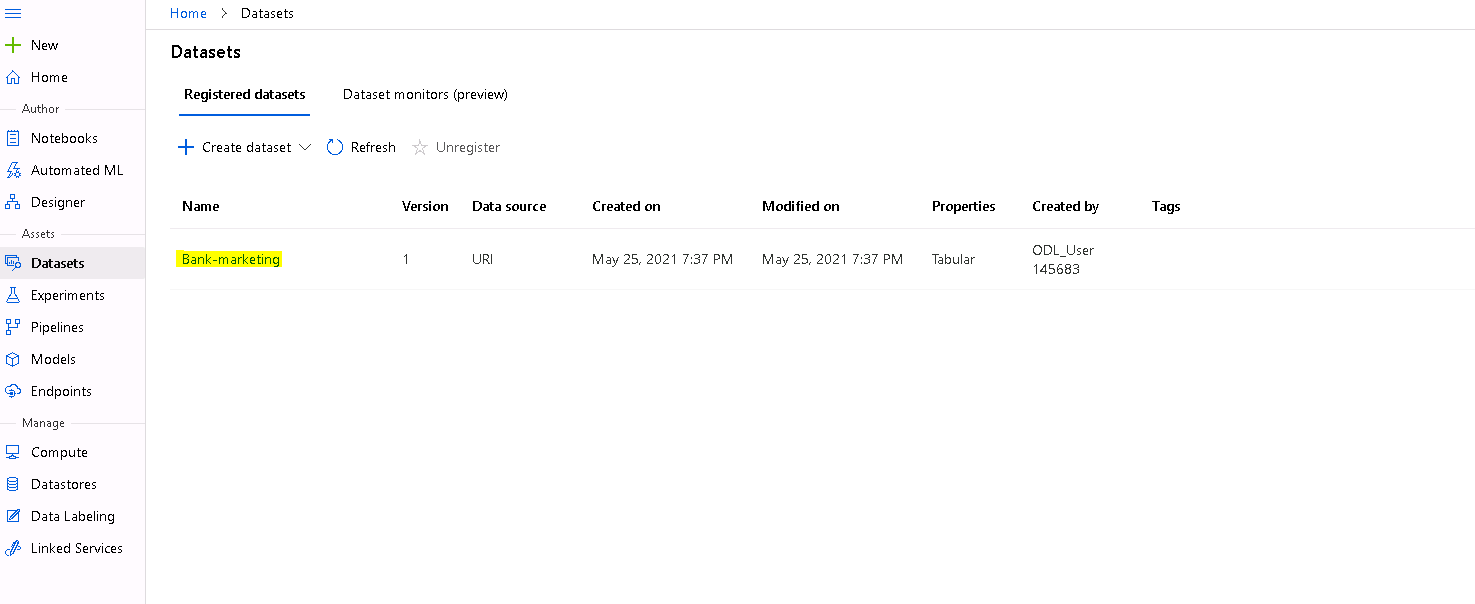 Home > Datasets
New
Home
Author
Notebooks
Automated ML
Designer
Assets
Datasets
Experiments
Pipelines
Models
Endpoints
Manage
Compute
Datastores
Data Labeling
Linked Services
Datasets
Registered datasets Dataset monitors (preview)
Create dataset Refresh Unregister
Name Version Data source Created on Modified on Properties Created by Tags
Bank-marketing 1 URI May 25, 2021 7:37 PM May 25, 2021 7:37 PM Tabular ODL_User
145683